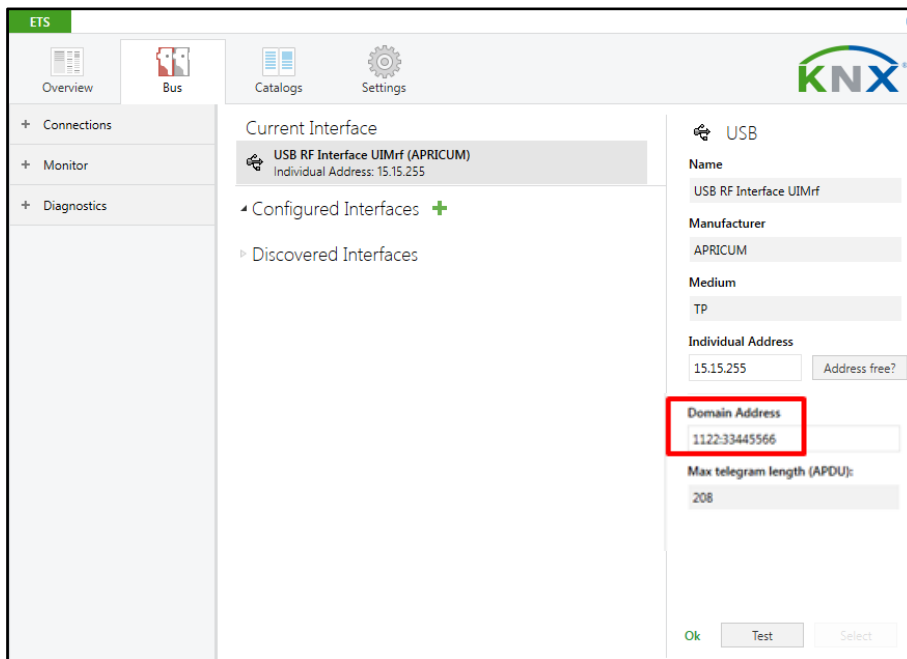 ETS
Overview
Bus
Catalogs
Settings
KNX®
+ Connections
+ Monitor
+ Diagnostics
Current Interface
USB RF Interface UIMrf (APRICUM)
Individual Address: 15.15.255
Configured Interfaces +
Discovered Interfaces
USB
Name
USB RF Interface UIMrf
Manufacturer
APRICUM
Medium
TP
Individual Address
15.15.255
Address free?
Domain Address
1122:33445566
Max telegram length (APDU):
208
Ok
Test
Select